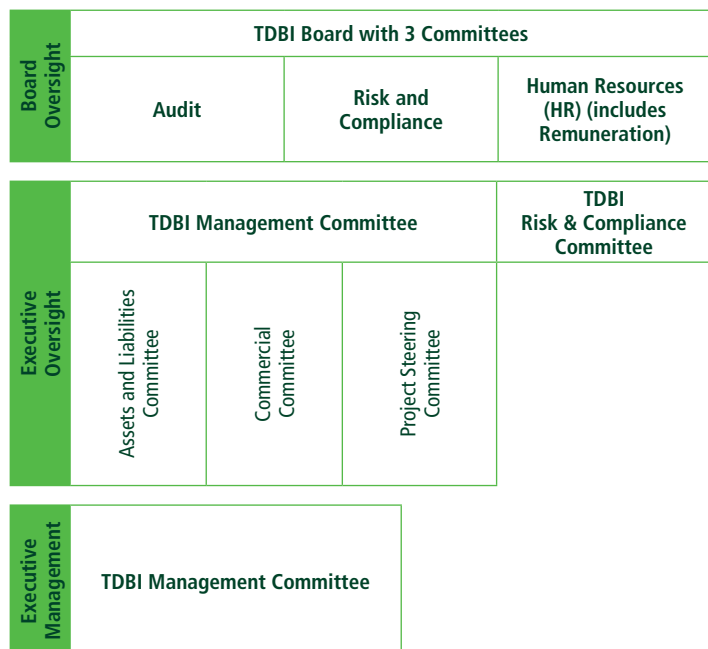 Board
Oversight
TDBI Board with 3 Committees
Audit
Risk and
Compliance
Human Resources
(HR) (includes
Remuneration)
Executive
Oversight
TDBI Management Committee
TDBI
Risk & Compliance
Committee
Assets and Liabilities
Committee
Commercial
Committee
Project Steering
Committee
Executive
Management
TDBI Management Committee